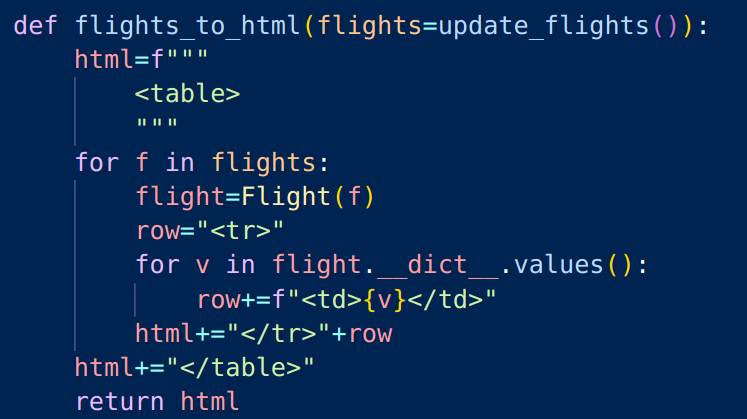 def flights_to_html(flights=update_flights()):
    html=f"""
        <table>
        """
    for f in flights:
        flight=Flight(f)
        row="<tr>"
        for v in flight.__dict__.values():
            row+=f"<td>{v}</td>"
        html+="</tr>"+row
    html+="</table>"
    return html